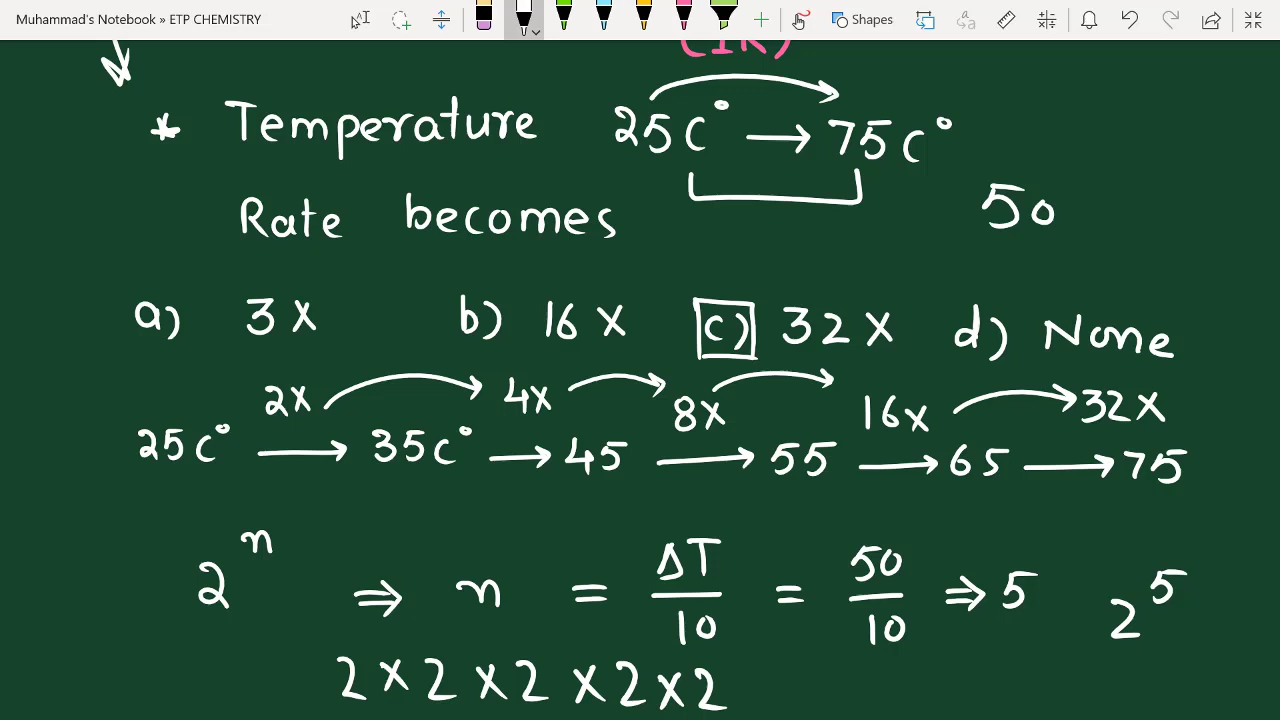 Muhammad's Notebook » ETP CHEMISTRY
Shapes
(IR)
* Temperature 25C° → 75C°
Rate becomes 50
a) 3X b) 16X c) 32X d) None
2X 4X 8X 16X 32X
25C° → 35C° → 45 → 55 → 65 → 75
2^n ⇒ n = ΔT/10 = 50/10 ⇒ 5 2^5
2 × 2 × 2 × 2 × 2